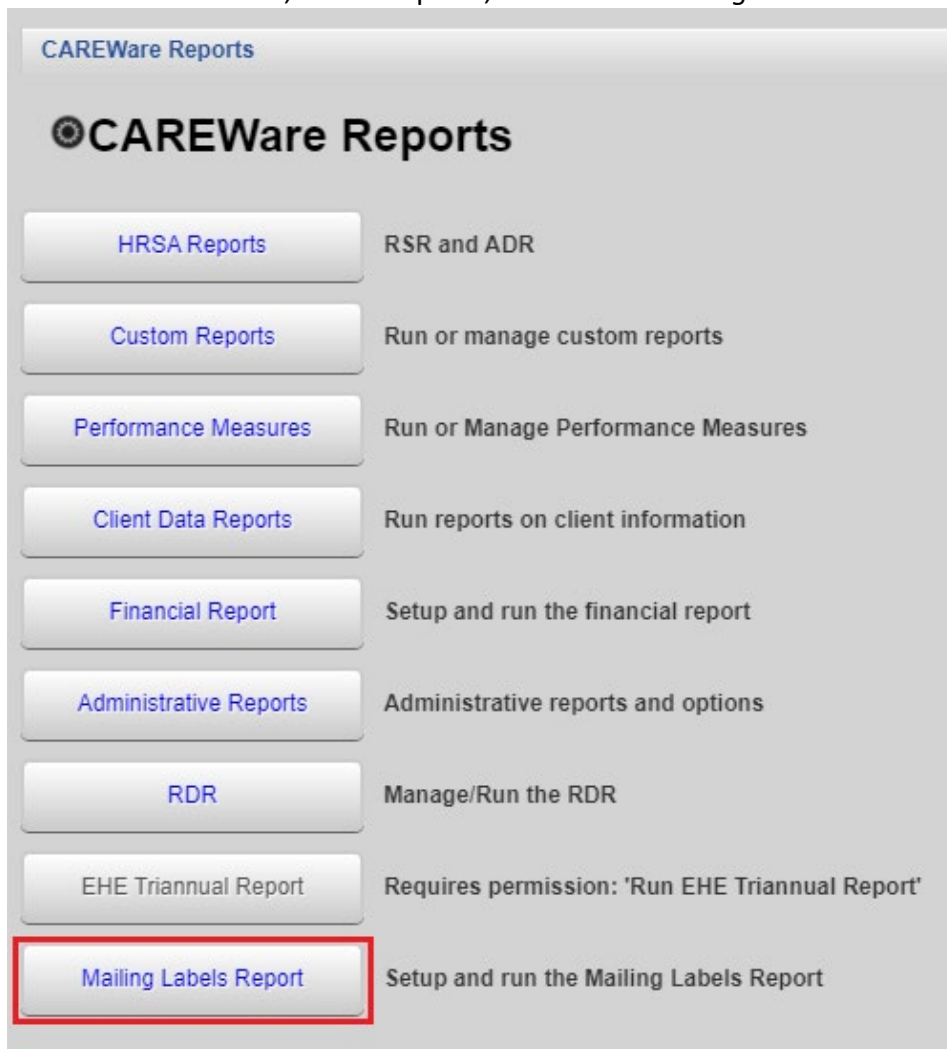 CAREWare Reports
CAREWare Reports
HRSA Reports RSR and ADR
Custom Reports Run or manage custom reports
Performance Measures Run or Manage Performance Measures
Client Data Reports Run reports on client information
Financial Report Setup and run the financial report
Administrative Reports Administrative reports and options
RDR Manage/Run the RDR
EHE Triannual Report Requires permission: 'Run EHE Triannual Report'
Mailing Labels Report Setup and run the Mailing Labels Report